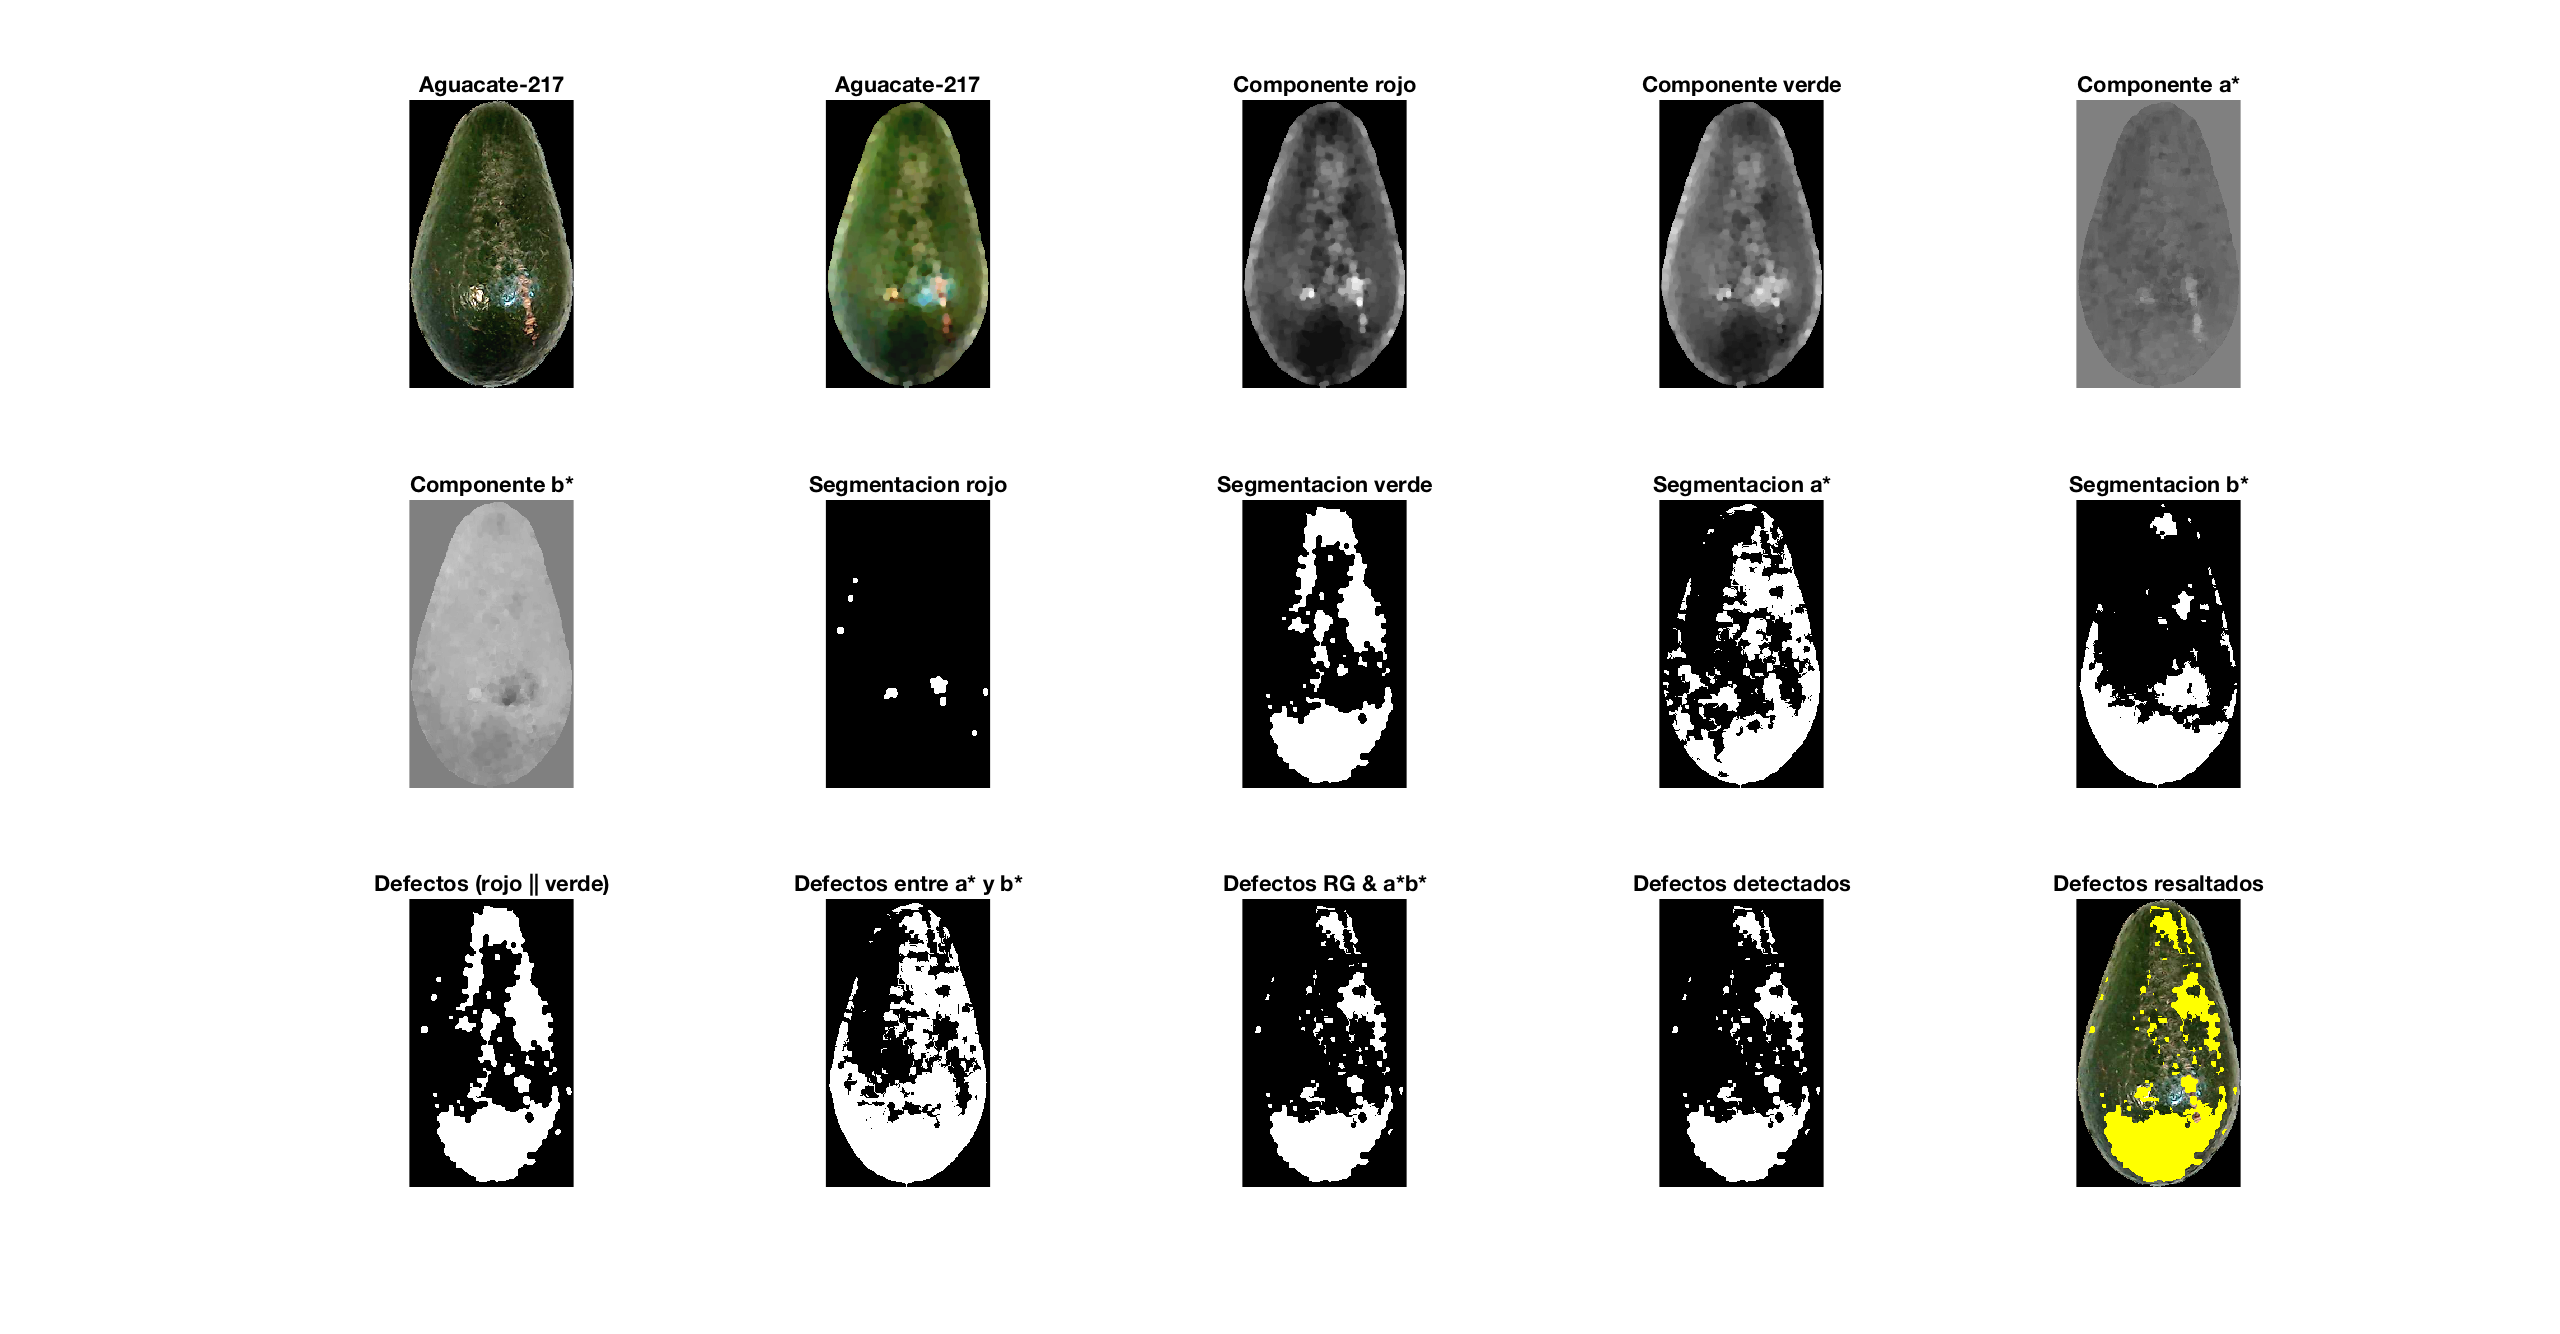 Aguacate-217
Aguacate-217
Componente rojo
Componente verde
Componente a*
Componente b*
Segmentacion rojo
Segmentacion verde
Segmentacion a*
Segmentacion b*
Defectos (rojo || verde)
Defectos entre a* y b*
Defectos RG & a*b*
Defectos detectados
Defectos resaltados